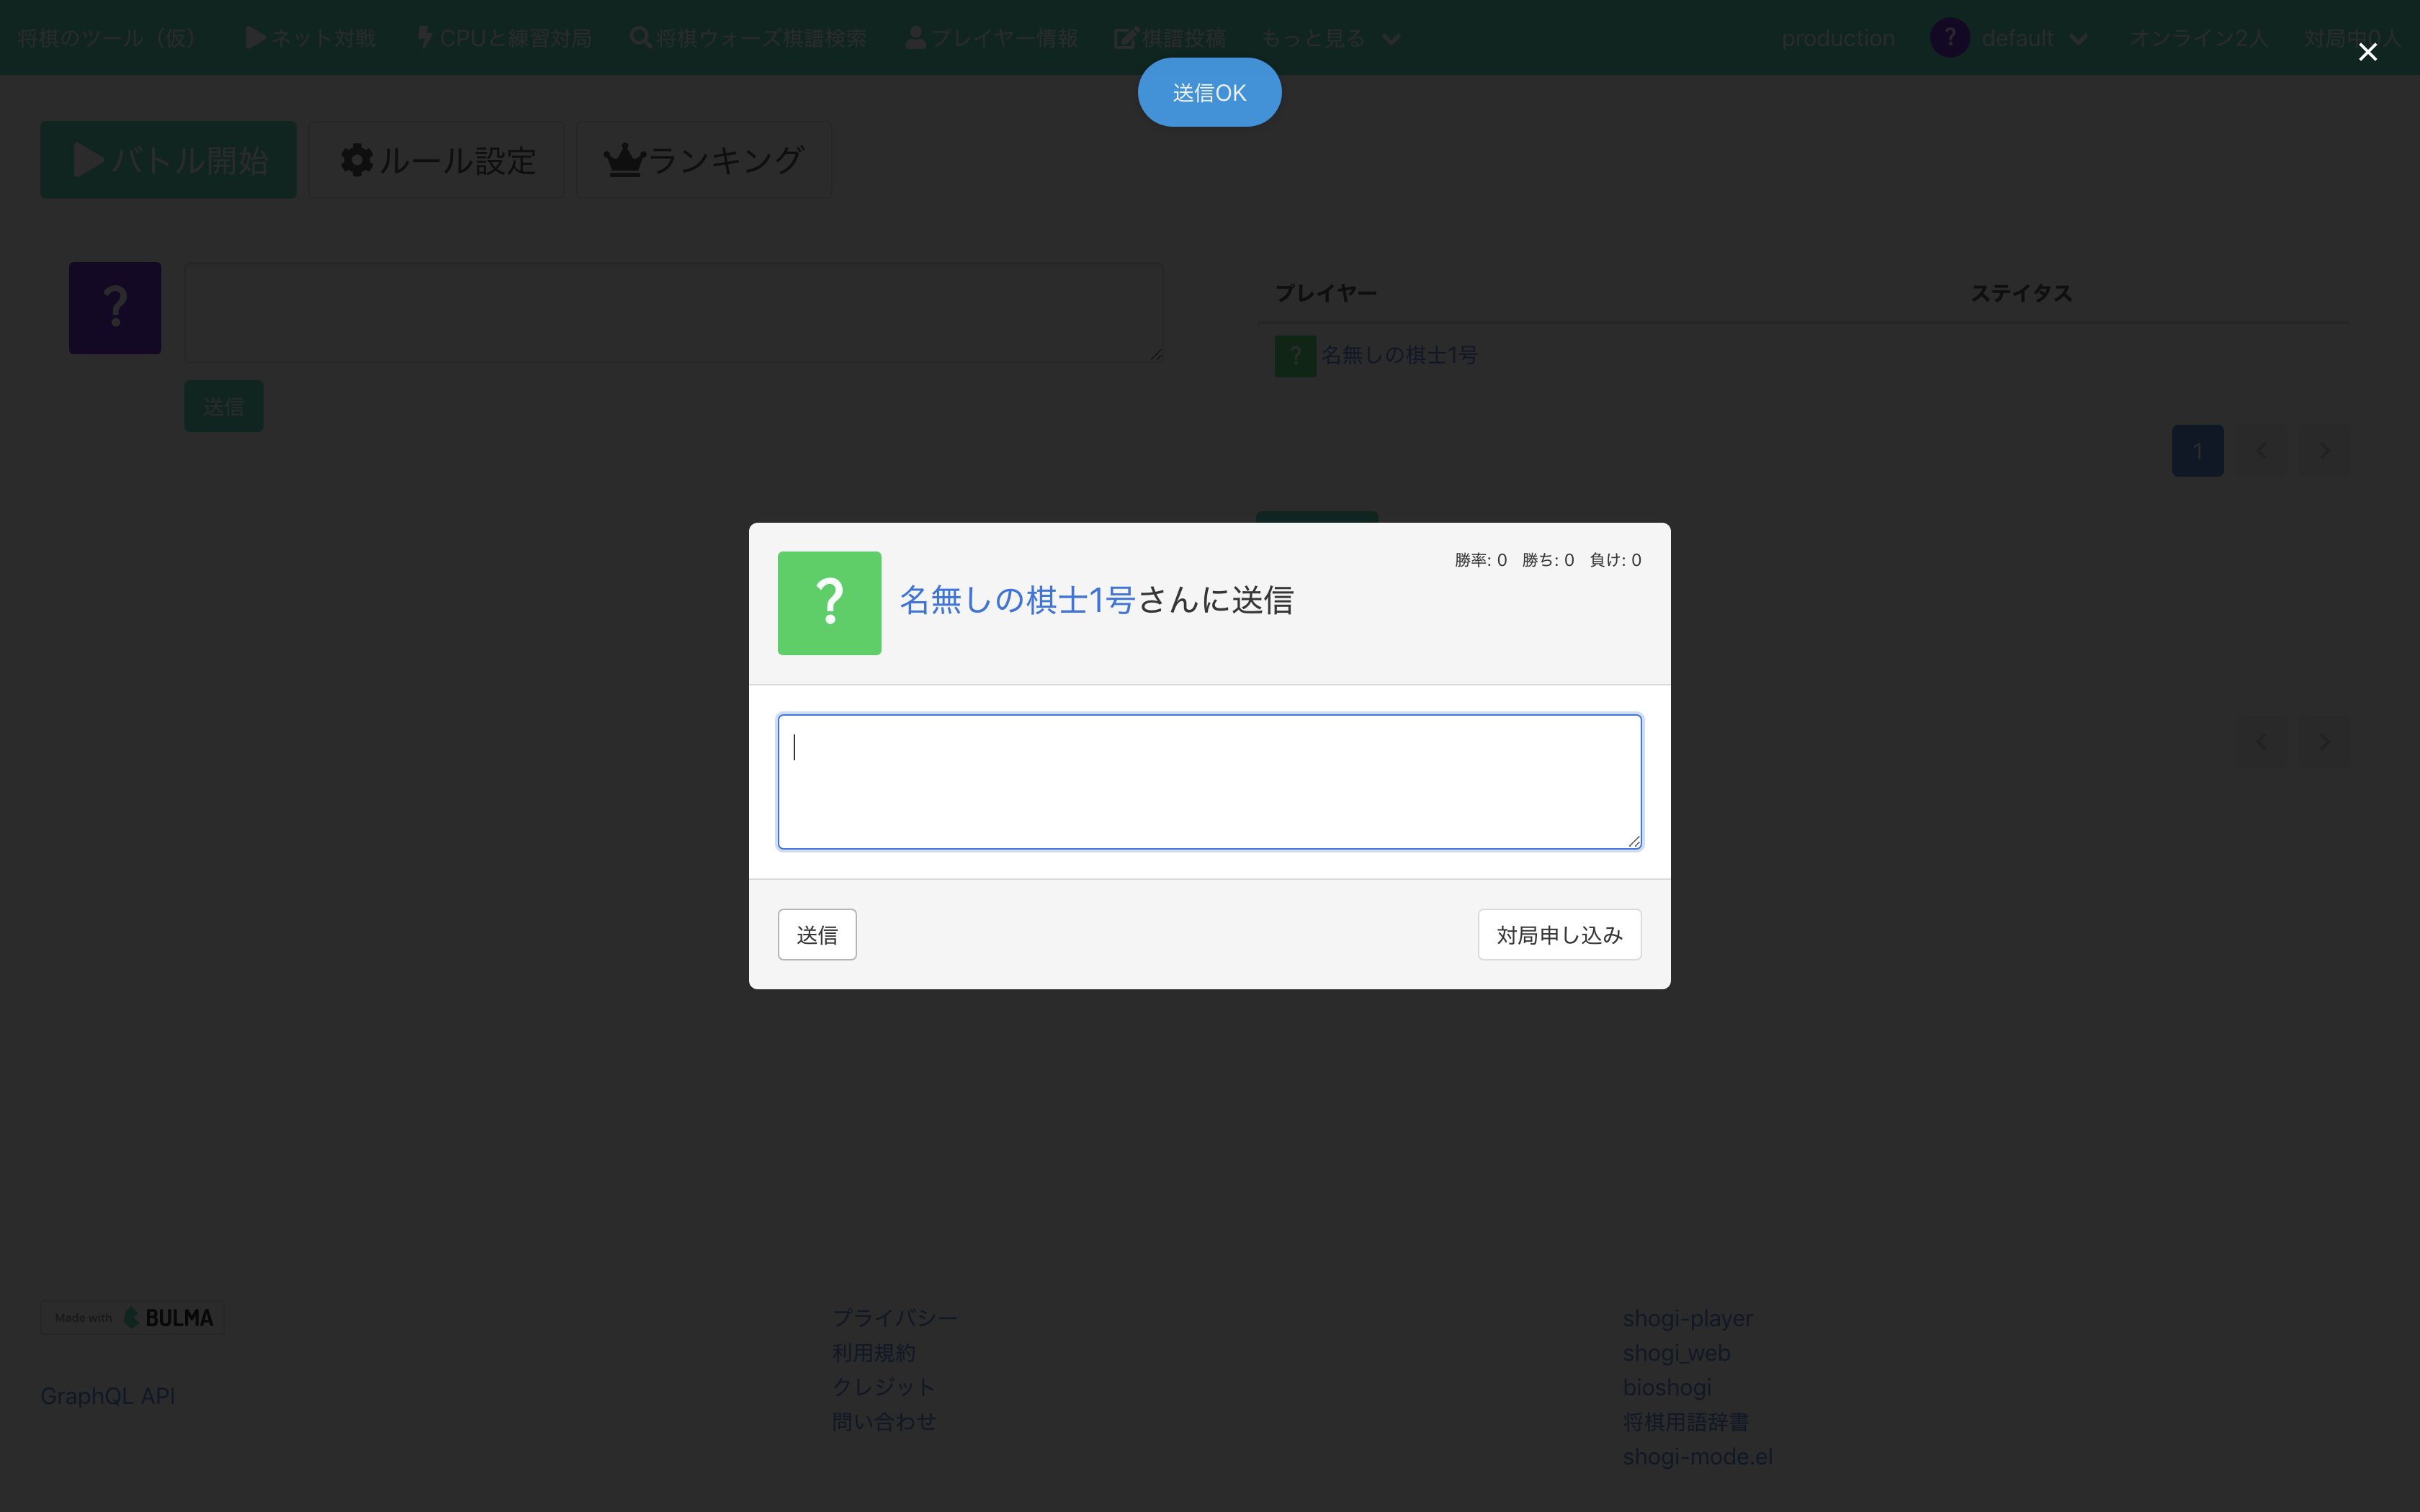 将棋のツール（仮） ネット対戦 CPUと練習対局 将棋ウォーズ棋譜検索 プレイヤー情報 棋譜投稿 もっと見る production ? default オンライン2人 対局中0人
送信OK
バトル開始 ルール設定 ランキング
?
送信
プレイヤー ステイタス
? 名無しの棋士1号
1
勝率: 0 勝ち: 0 負け: 0
? 名無しの棋士1号さんに送信
送信 対局申し込み
Made with BULMA
GraphQL API
プライバシー
利用規約
クレジット
問い合わせ
shogi-player
shogi_web
bioshogi
将棋用語辞書
shogi-mode.el